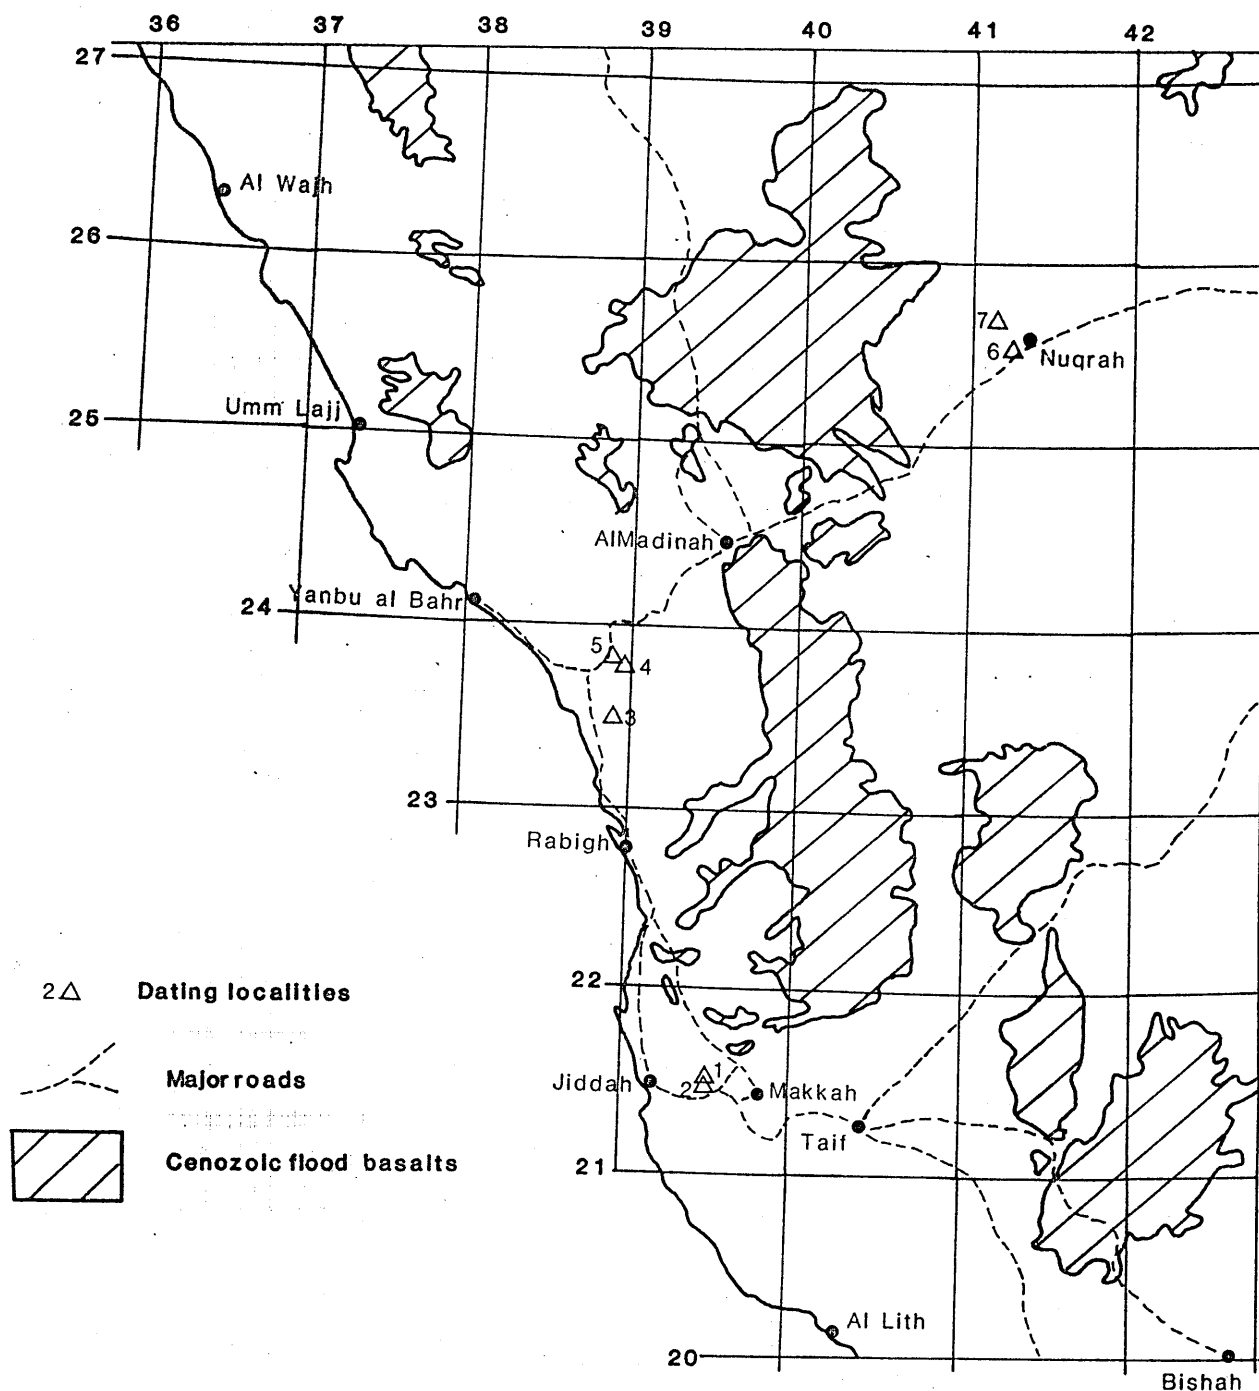 36 37 38 39 40 41 42
27
Al Wajh
26
7
6 Nuqrah
Umm Lajj
25
AlMadinah
Yanbu al Bahr
24
5
4
3
23
Rabigh
22
2 Dating localities
Major roads
Jiddah
1
2
Makkah
Taif
Cenozoic flood basalts
21
Al Lith
20
Bishah